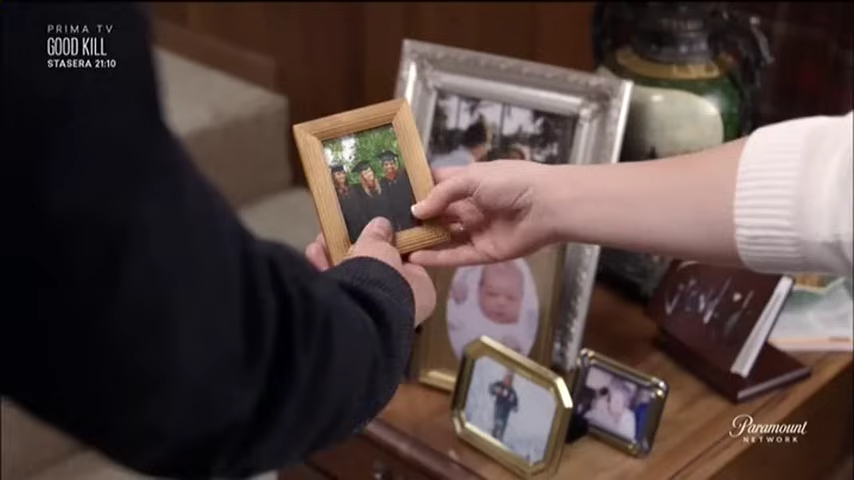 PRIMA TV
GOOD KILL
STASERA 21:10
Paramount
NETWORK